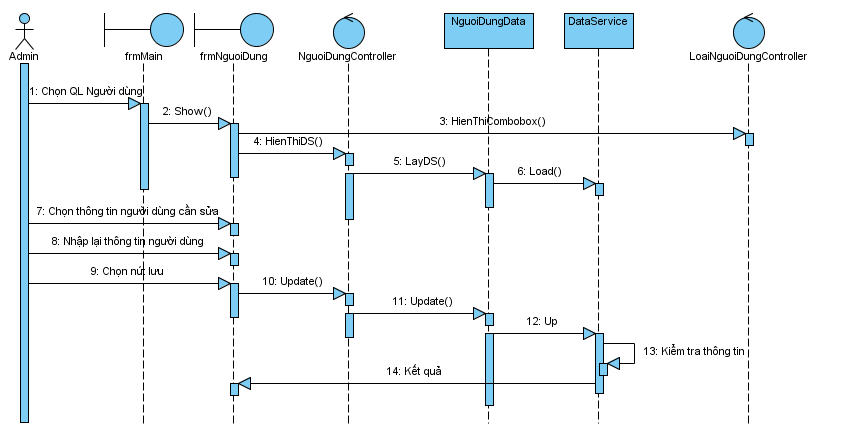 NguoiDungData
DataService
Admin
frmMain
frmNguoiDung
NguoiDungController
LoaiNguoiDungController
1: Chọn QL Người dùng
2: Show()
3: HienThiCombobox()
4: HienThiDS()
5: LayDS()
6: Load()
7: Chọn thông tin người dùng cần sửa
8: Nhập lại thông tin người dùng
9: Chọn nút lưu
10: Update()
11: Update()
12: Up
13: Kiểm tra thông tin
14: Kết quả